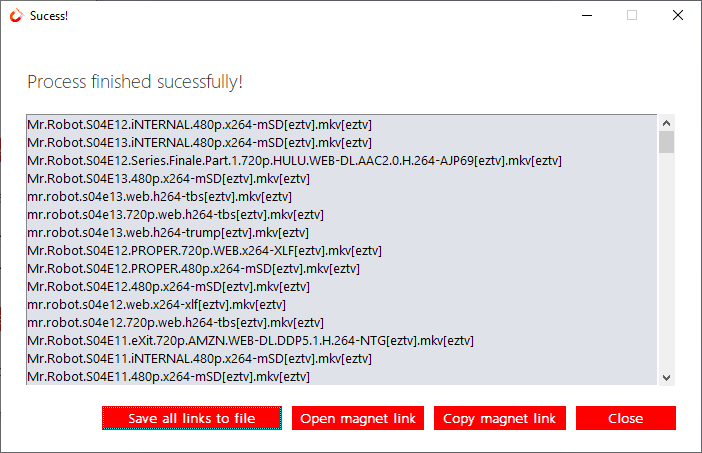 Sucess!
Process finished sucessfully!
Mr.Robot.S04E12.iNTERNAL.480p.x264-mSD[eztv].mkv[eztv]
Mr.Robot.S04E13.iNTERNAL.480p.x264-mSD[eztv].mkv[eztv]
Mr.Robot.S04E12.Series.Finale.Part.1.720p.HULU.WEB-DL.AAC2.0.H.264-AJP69[eztv].mkv[eztv]
Mr.Robot.S04E13.480p.x264-mSD[eztv].mkv[eztv]
mr.robot.s04e13.web.h264-tbs[eztv].mkv[eztv]
mr.robot.s04e13.720p.web.h264-tbs[eztv].mkv[eztv]
mr.robot.s04e13.web.h264-trump[eztv].mkv[eztv]
Mr.Robot.S04E12.PROPER.720p.WEB.x264-XLF[eztv].mkv[eztv]
Mr.Robot.S04E12.PROPER.480p.x264-mSD[eztv].mkv[eztv]
Mr.Robot.S04E12.480p.x264-mSD[eztv].mkv[eztv]
mr.robot.s04e12.web.x264-xlf[eztv].mkv[eztv]
mr.robot.s04e12.720p.web.h264-tbs[eztv].mkv[eztv]
Mr.Robot.S04E11.eXit.720p.AMZN.WEB-DL.DDP5.1.H.264-NTG[eztv].mkv[eztv]
Mr.Robot.S04E11.iNTERNAL.480p.x264-mSD[eztv].mkv[eztv]
Mr.Robot.S04E11.480p.x264-mSD[eztv].mkv[eztv]
Save all links to file Open magnet link Copy magnet link Close